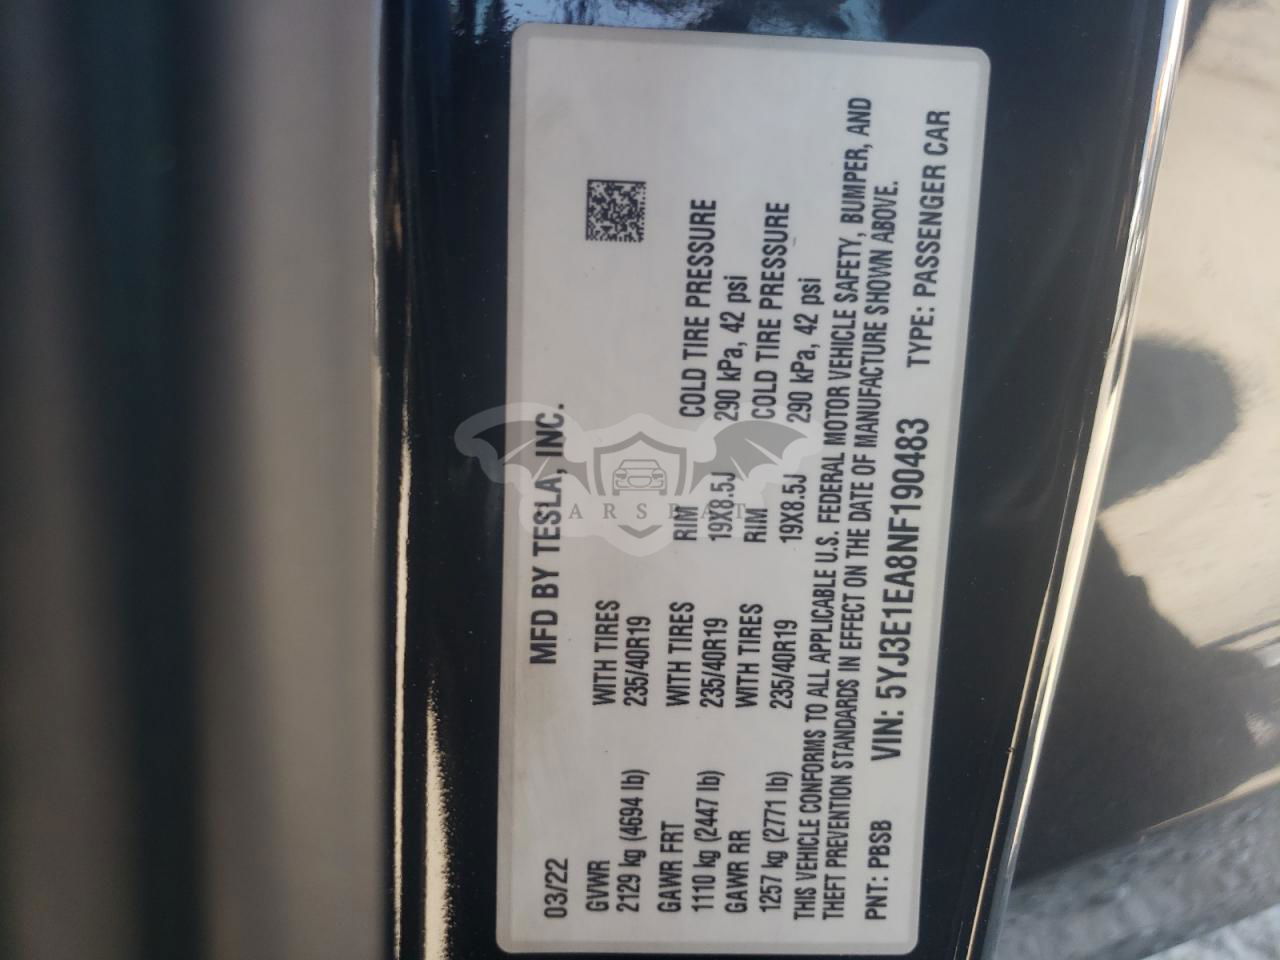 03/22 MFD BY TESLA, INC.
GVWR WITH TIRES
2129 kg (4694 lb) 235/40R19
GAWR FRT WITH TIRES RIM COLD TIRE PRESSURE
1110 kg (2447 lb) 235/40R19 19X8.5J 290 kPa, 42 psi
GAWR RR WITH TIRES RIM COLD TIRE PRESSURE
1257 kg (2771 lb) 235/40R19 19X8.5J 290 kPa, 42 psi
THIS VEHICLE CONFORMS TO ALL APPLICABLE U.S. FEDERAL MOTOR VEHICLE SAFETY, BUMPER, AND
THEFT PREVENTION STANDARDS IN EFFECT ON THE DATE OF MANUFACTURE SHOWN ABOVE.
PNT: PBSB VIN: 5YJ3E1EA8NF190483 TYPE: PASSENGER CAR
CARSBAT